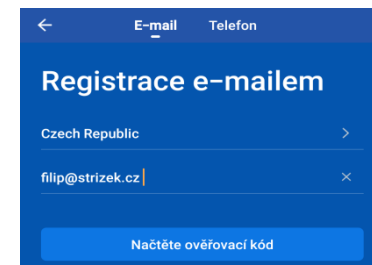 E-mail Telefon
Registrace e-mailem
Czech Republic
filip@strizek.cz
Načtěte ověřovací kód